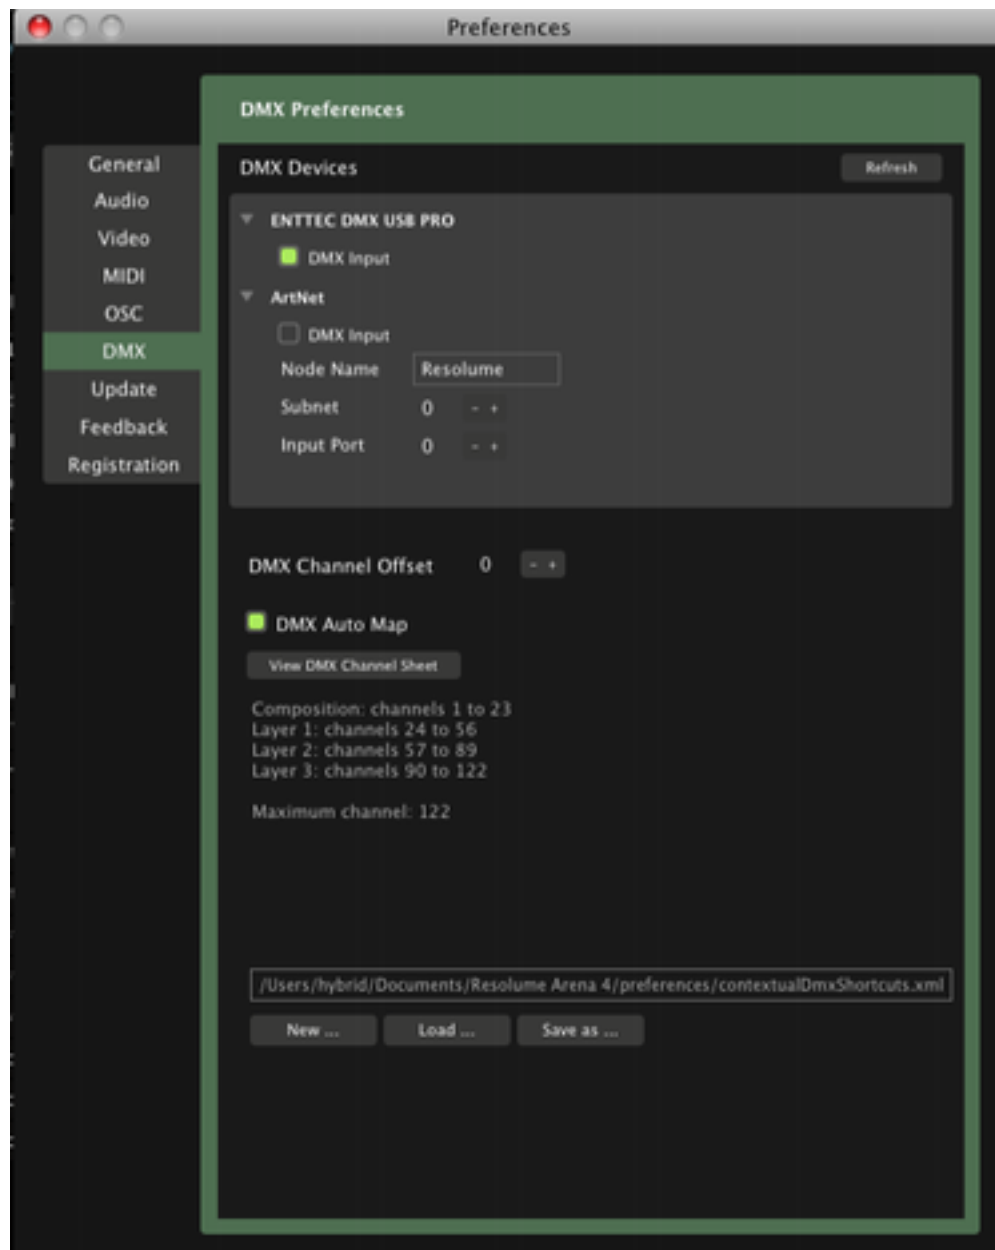 Preferences
DMX Preferences
General
Audio
Video
MIDI
OSC
DMX
Update
Feedback
Registration
DMX Devices
Refresh
ENTTEC DMX USB PRO
DMX Input
ArtNet
DMX Input
Node Name Resolume
Subnet 0 - +
Input Port 0 - +
DMX Channel Offset 0 - +
DMX Auto Map
View DMX Channel Sheet
Composition: channels 1 to 23
Layer 1: channels 24 to 56
Layer 2: channels 57 to 89
Layer 3: channels 90 to 122
Maximum channel: 122
/Users/hybrid/Documents/Resolume Arena 4/preferences/contextualDmxShortcuts.xml
New ... Load ... Save as ...